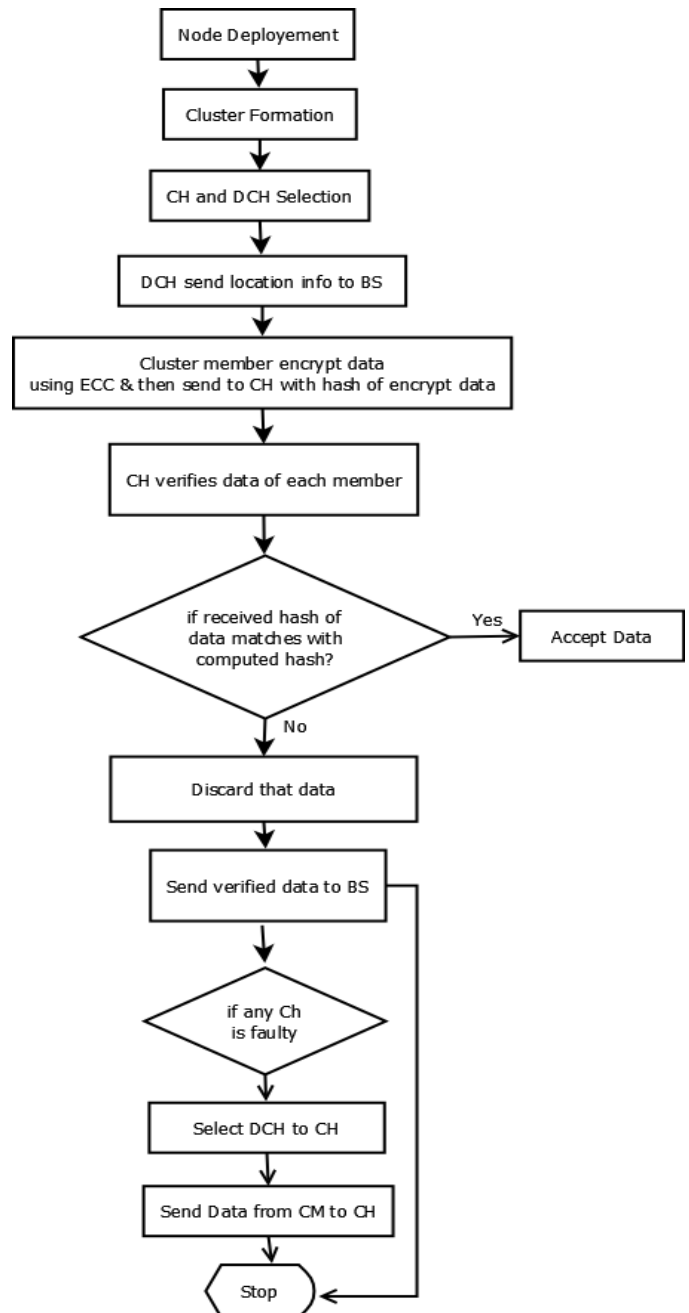 Node Deployement
Cluster Formation
CH and DCH Selection
DCH send location info to BS
Cluster member encrypt data
using ECC & then send to CH with hash of encrypt data
CH verifies data of each member
if received hash of
data matches with
computed hash?
Yes
Accept Data
No
Discard that data
Send verified data to BS
if any Ch
is faulty
Select DCH to CH
Send Data from CM to CH
Stop